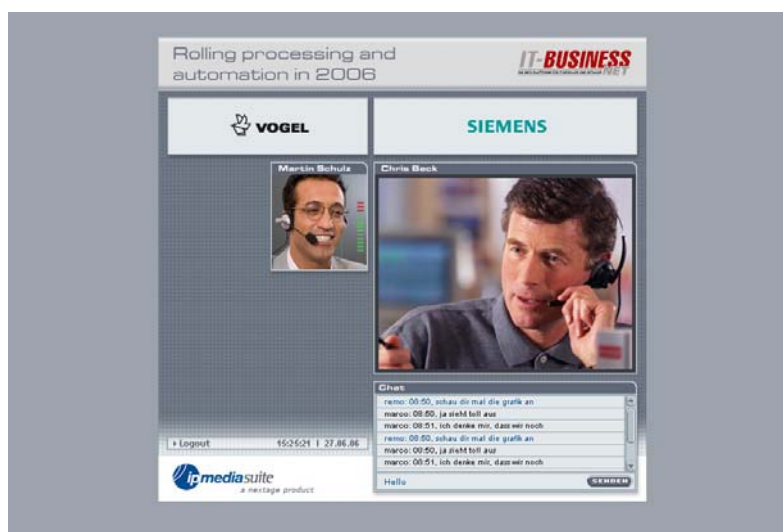 Rolling processing and
automation in 2006
IT-BUSINESS
NET
VOGEL
SIEMENS
Martin Schulz
Chris Beck
Chat
remo: 08:50, schau dir mal die grafik an
marco: 08:50, ja sieht toll aus
marco: 08:51, ich denke mir, dass wir noch
remo: 08:50, schau dir mal die grafik an
marco: 08:50, ja sieht toll aus
marco: 08:51, ich denke mir, dass wir noch
Logout 15:25:21 | 27.06.06
Hello SENDEN
ipmediasuite
a nextage product